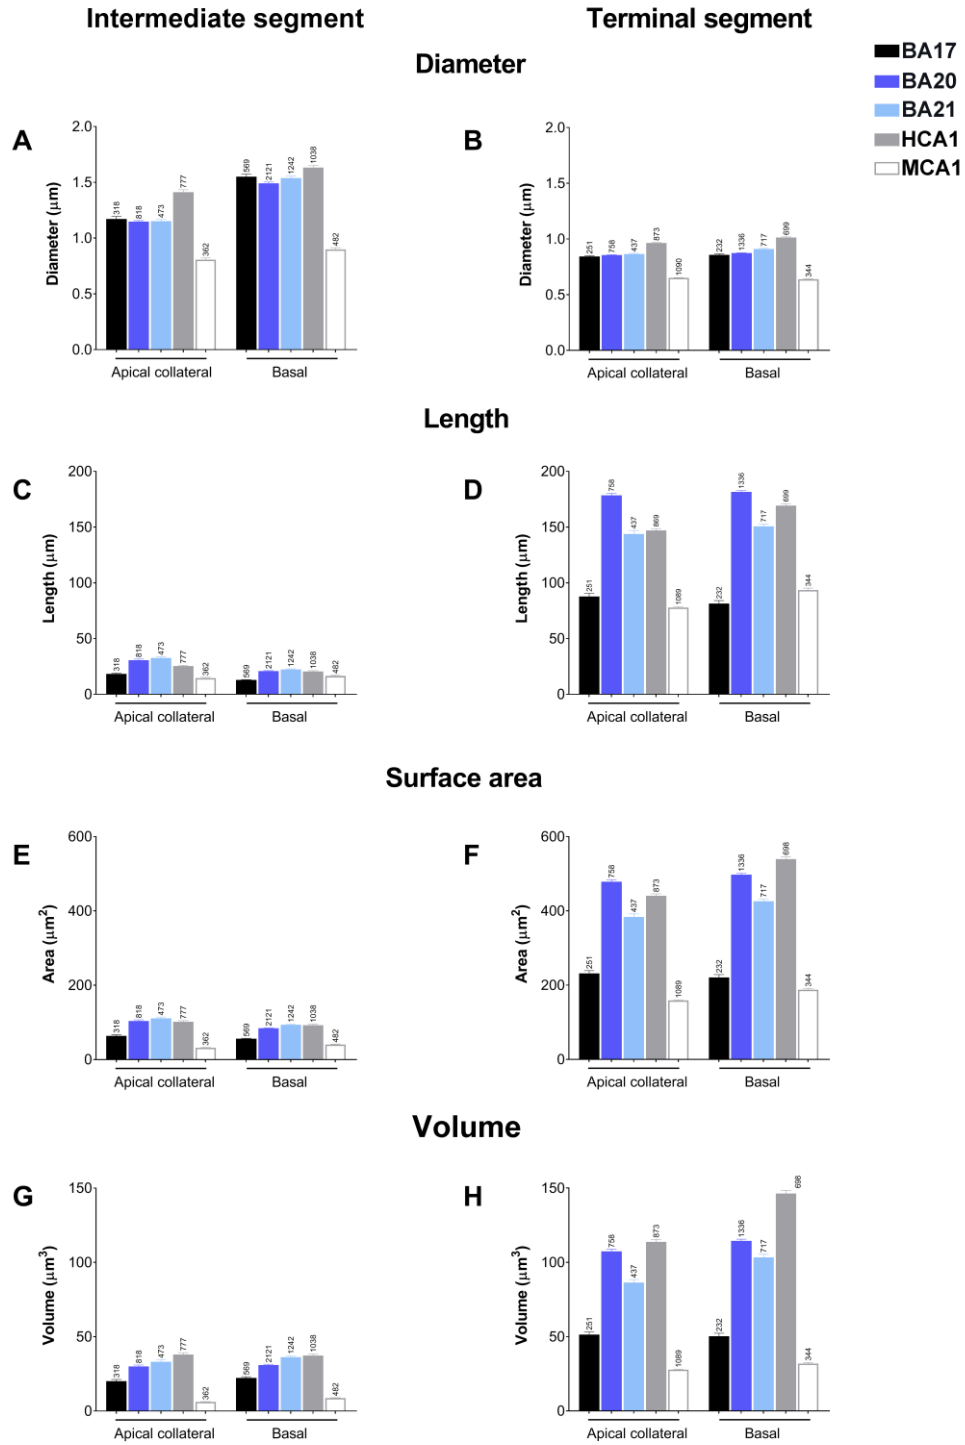 Intermediate segment
Terminal segment
Diameter
BA17
BA20
BA21
HCA1
MCA1
A
Diameter (μm)
2.0
1.5
1.0
0.5
0.0
318
818
473
777
362
569
2121
1242
1038
482
Apical collateral
Basal
B
Diameter (μm)
2.0
1.5
1.0
0.5
0.0
251
758
437
873
1090
232
1336
717
699
344
Apical collateral
Basal
Length
C
Length (μm)
200
150
100
50
0
318
818
473
777
362
569
2121
1242
1038
482
Apical collateral
Basal
D
Length (μm)
200
150
100
50
0
251
758
437
869
1089
232
1336
717
699
344
Apical collateral
Basal
Surface area
E
Area (μm²)
600
400
200
0
318
818
473
777
362
569
2121
1242
1038
482
Apical collateral
Basal
F
Area (μm²)
600
400
200
0
251
758
437
873
1089
232
1336
717
698
344
Apical collateral
Basal
Volume
G
Volume (μm³)
150
100
50
0
318
818
473
777
362
569
2121
1242
1038
482
Apical collateral
Basal
H
Volume (μm³)
150
100
50
0
251
758
437
873
1089
232
1336
717
698
344
Apical collateral
Basal